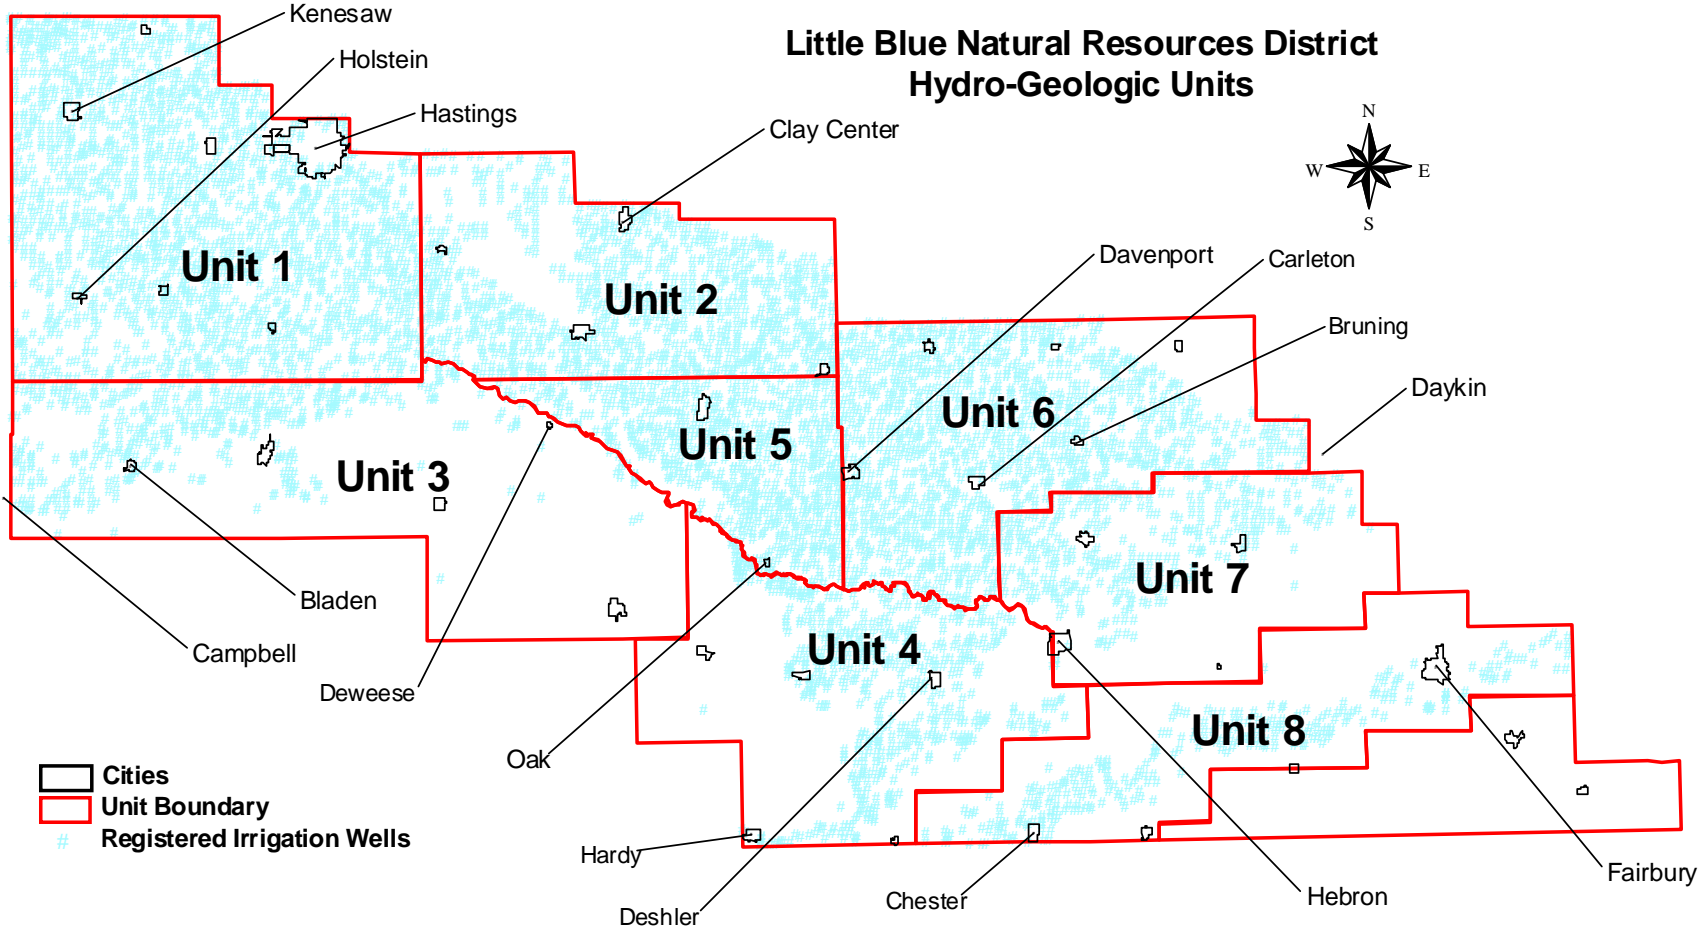 Kenesaw
Little Blue Natural Resources District
Hydro-Geologic Units
Holstein
Hastings
Clay Center
N
W
E
S
Davenport
Carleton
Unit 1
Unit 2
Bruning
Daykin
Unit 6
Unit 5
Unit 3
Unit 7
Bladen
Campbell
Unit 4
Deweese
Unit 8
Oak
Cities
Unit Boundary
# Registered Irrigation Wells
Hardy
Fairbury
Hebron
Chester
Deshler